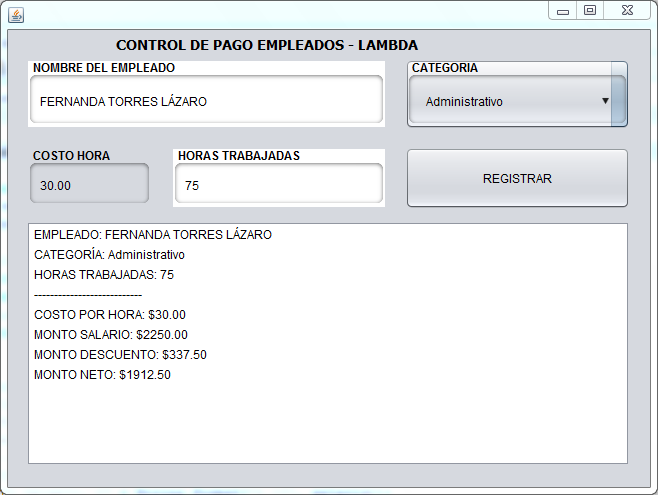 CONTROL DE PAGO EMPLEADOS - LAMBDA
NOMBRE DEL EMPLEADO
FERNANDA TORRES LÁZARO
CATEGORIA
Administrativo
COSTO HORA
30.00
HORAS TRABAJADAS
75
REGISTRAR
EMPLEADO: FERNANDA TORRES LÁZARO
CATEGORÍA: Administrativo
HORAS TRABAJADAS: 75
---------------------------
COSTO POR HORA: $30.00
MONTO SALARIO: $2250.00
MONTO DESCUENTO: $337.50
MONTO NETO: $1912.50